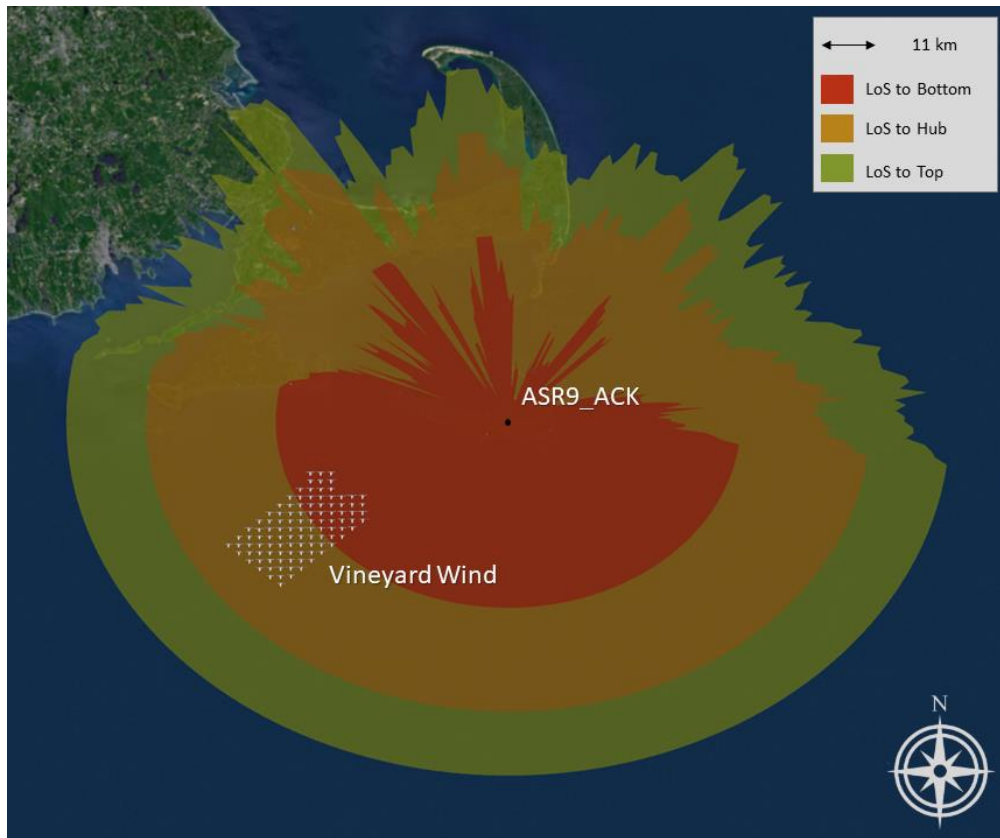 11 km
LoS to Bottom
LoS to Hub
LoS to Top
ASR9_ACK
Vineyard Wind
N